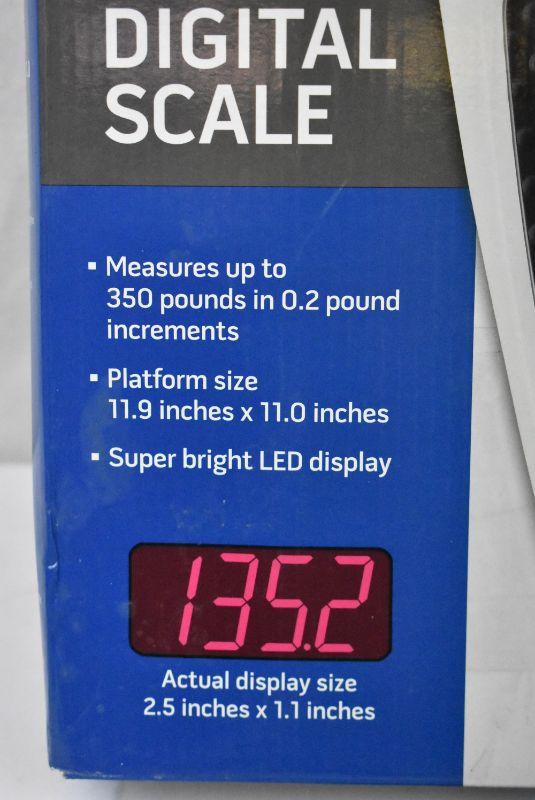 DIGITAL
SCALE
▪ Measures up to
350 pounds in 0.2 pound
increments
▪ Platform size
11.9 inches x 11.0 inches
▪ Super bright LED display
135.2
Actual display size
2.5 inches x 1.1 inches